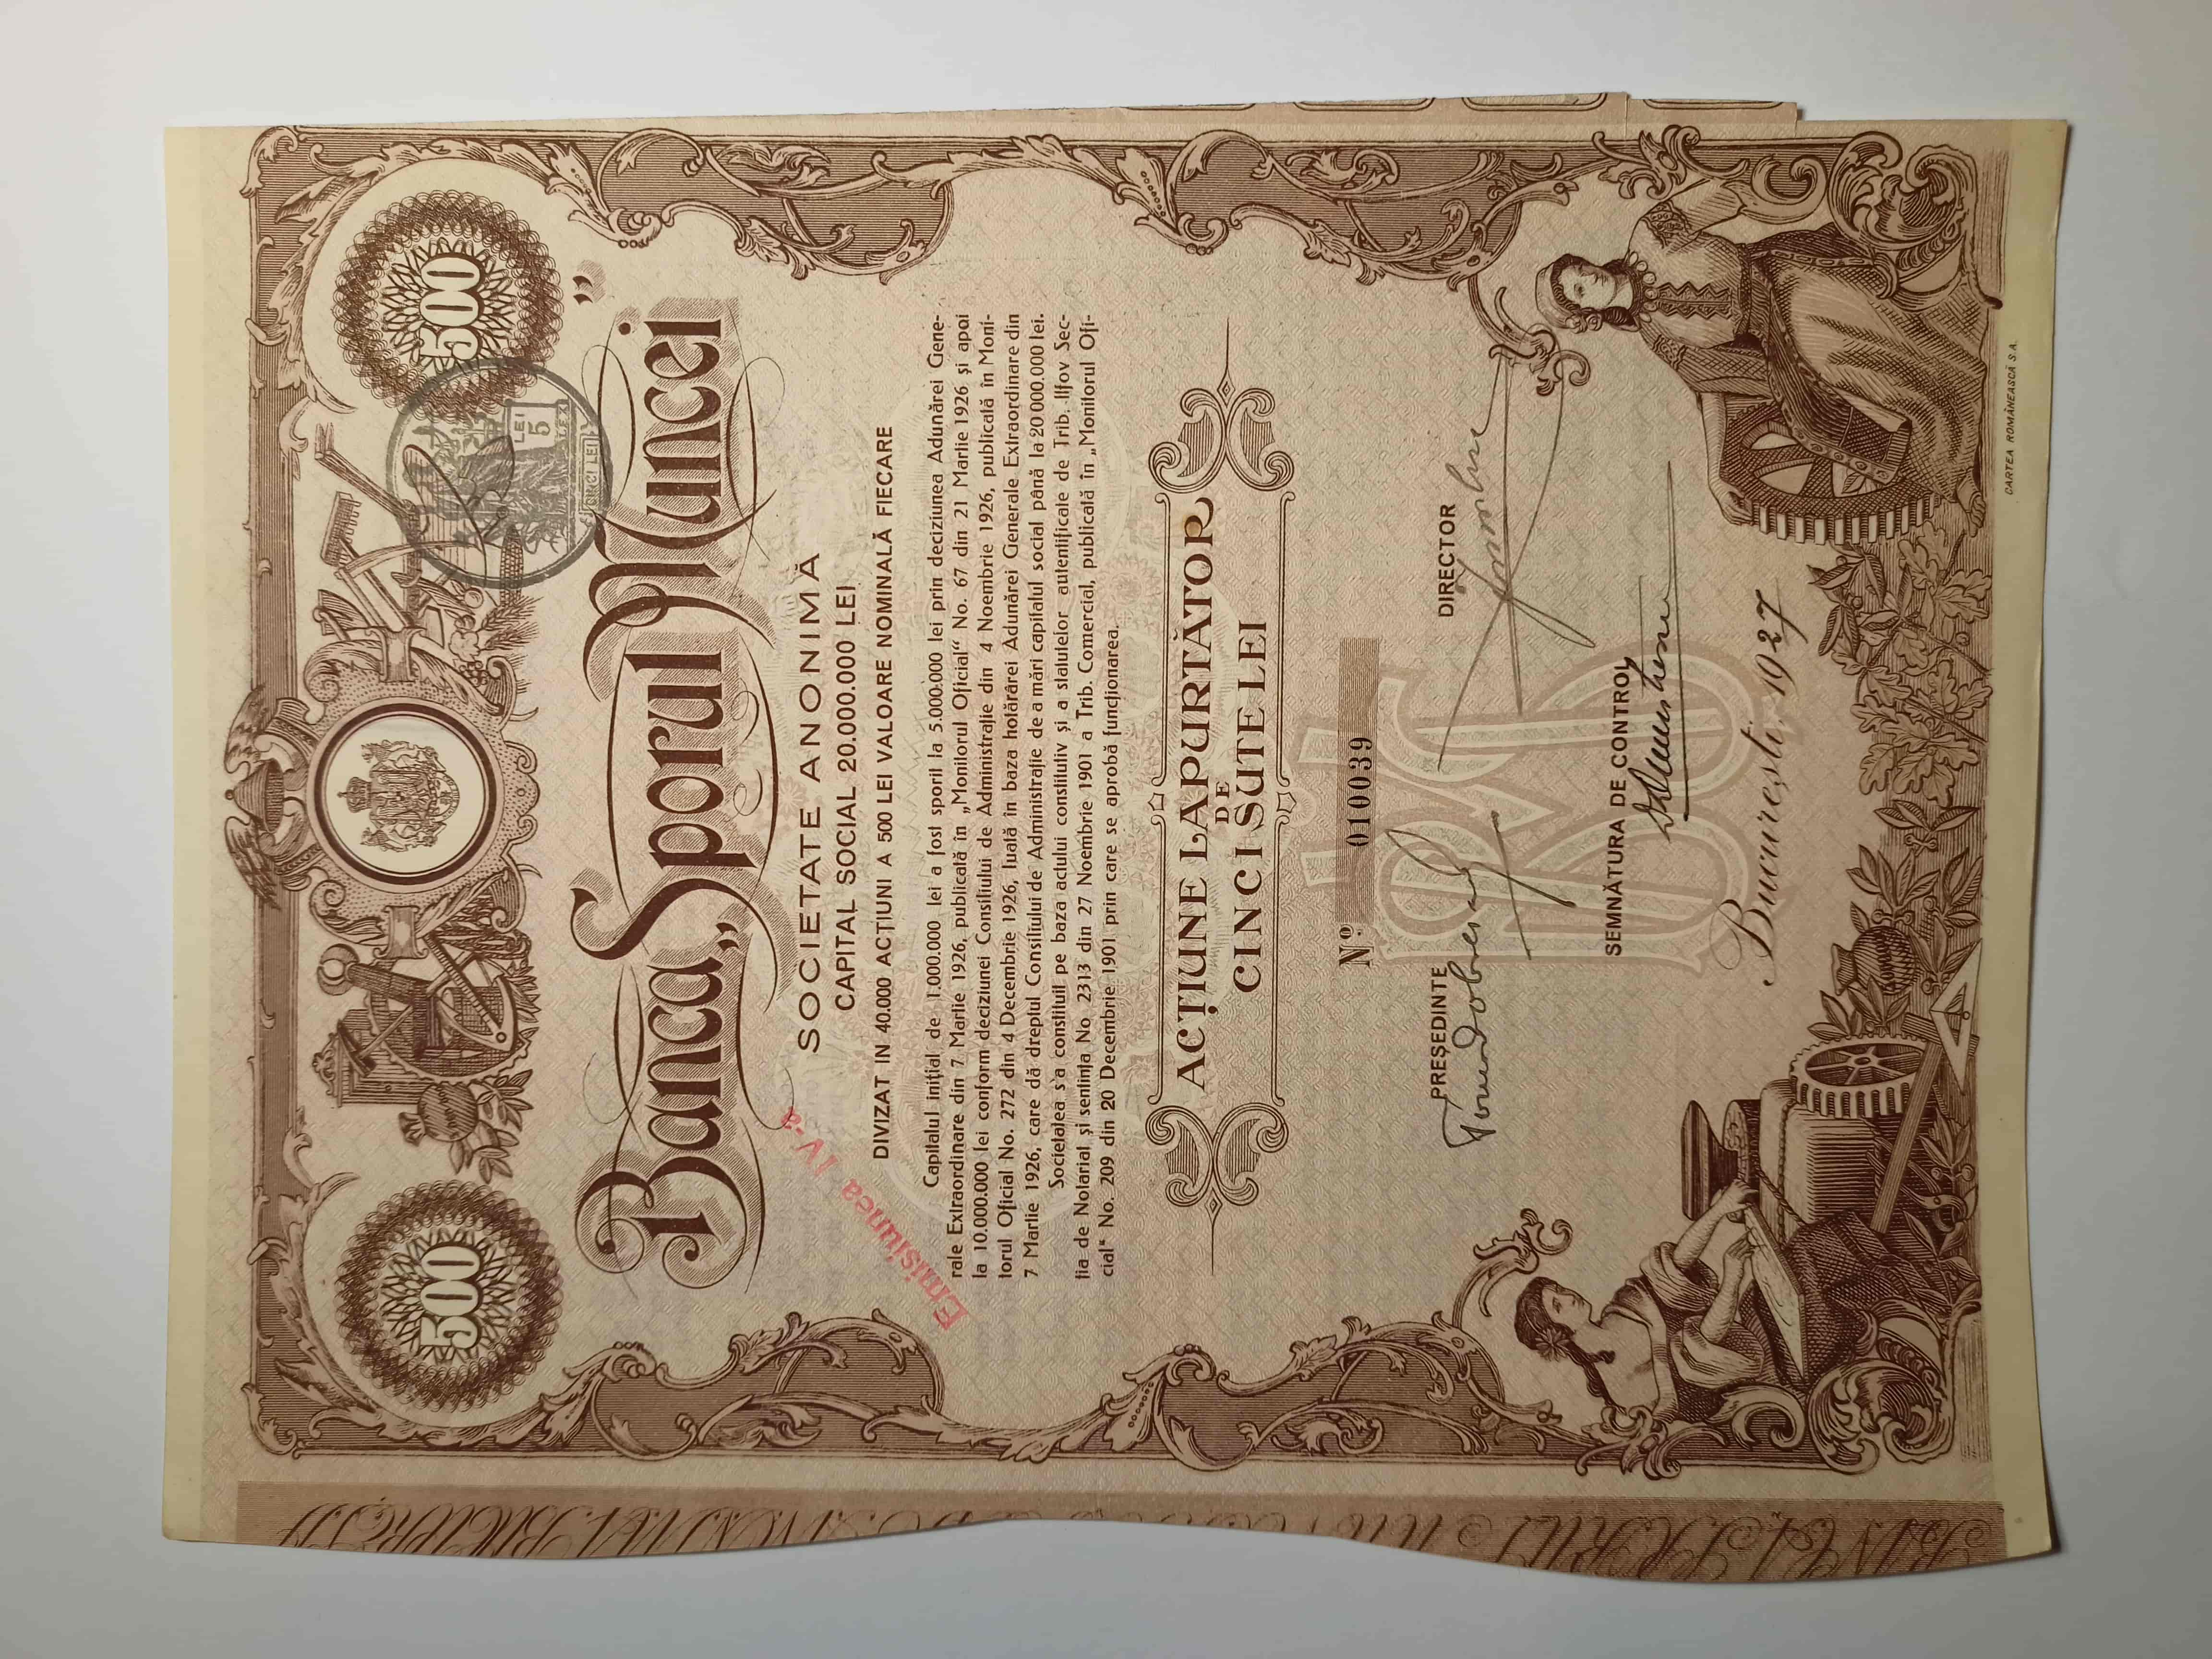 500
500
LEI
5
CINCI LEI
Banca „Sporul Muncei”
SOCIETATE ANONIMĂ
CAPITAL SOCIAL 20.000.000 LEI
DIVIZAT IN 40.000 ACȚIUNI A 500 LEI VALOARE NOMINALĂ FIECARE
Emisiunea IV-a
Capitalul inițial de 1.000.000 lei a fost sporit la 5.000.000 lei prin deciziunea Adunărei Gene-
rale Extraordinare din 7 Martie 1926, publicată în „Monitorul Oficial“ No. 67 din 21 Martie 1926 și apoi
la 10.000.000 lei conform deciziunei Consiliului de Administrație din 4 Noembrie 1926, publicată în Moni-
torul Oficial No. 272 din 4 Decembrie 1926, luată în baza hotărârei Adunărei Generale Extraordinare din
7 Martie 1926, care dă dreptul Consiliului de Administrație de a mări capitalul social până la 20.000.000 lei.
Societatea s'a constituit pe baza actului constitutiv și a statutelor autentificate de Trib. Ilfov Sec-
ția de Notariat și sentința No 2313 din 27 Noembrie 1901 a Trib. Comercial, publicată în „Monitorul Ofi-
cial“ No. 209 din 20 Decembrie 1901 prin care se aprobă funcționarea.
ACȚIUNE LA PURTĂTOR
DE
CINCI SUTE LEI
No 010039
PREȘEDINTE
DIRECTOR
SEMNĂTURA DE CONTROL
București, 1927
CARTEA ROMÂNEASCĂ S.A.